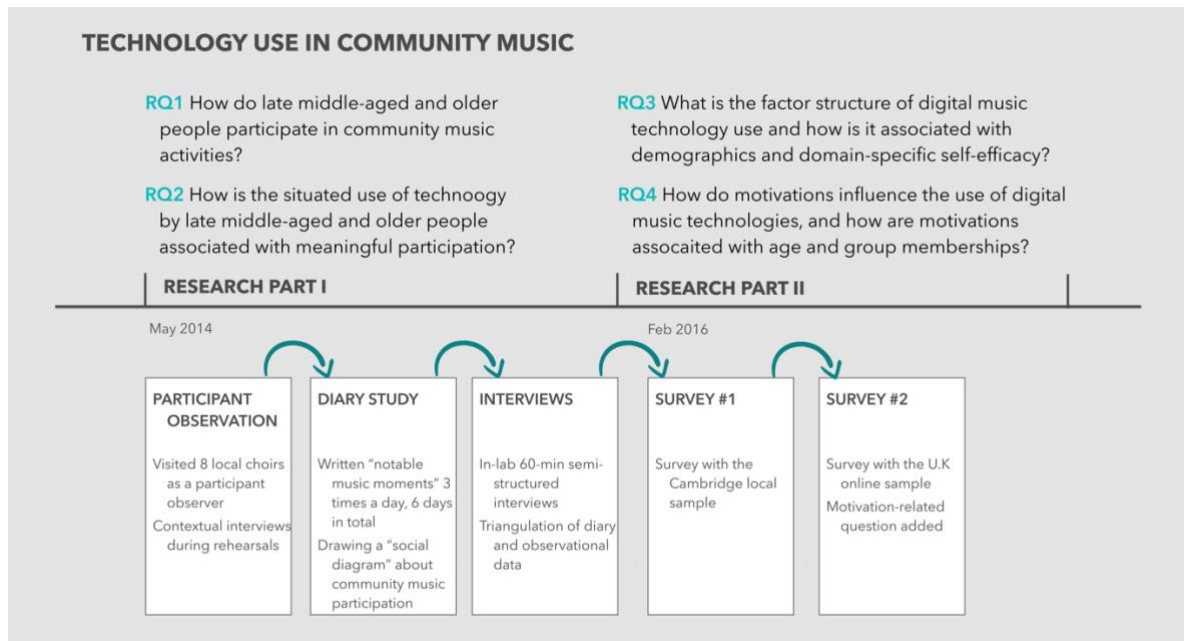 TECHNOLOGY USE IN COMMUNITY MUSIC
RQ1 How do late middle-aged and older
people participate in community music
activities?
RQ2 How is the situated use of technoogy
by late middle-aged and older people
associated with meaningful participation?
RQ3 What is the factor structure of digital music
technology use and how is it associated with
demographics and domain-specific self-efficacy?
RQ4 How do motivations influence the use of digital
music technologies, and how are motivations
assocaited with age and group memberships?
RESEARCH PART I
RESEARCH PART II
May 2014
Feb 2016
PARTICIPANT
OBSERVATION
Visited 8 local choirs
as a participant
observer
Contextual interviews
during rehearsals
DIARY STUDY
Written “notable
music moments” 3
times a day, 6 days
in total
Drawing a “social
diagram” about
community music
participation
INTERVIEWS
In-lab 60-min semi-
structured
interviews
Triangulation of diary
and observational
data
SURVEY #1
Survey with the
Cambridge local
sample
SURVEY #2
Survey with the U.K
online sample
Motivation-related
question added